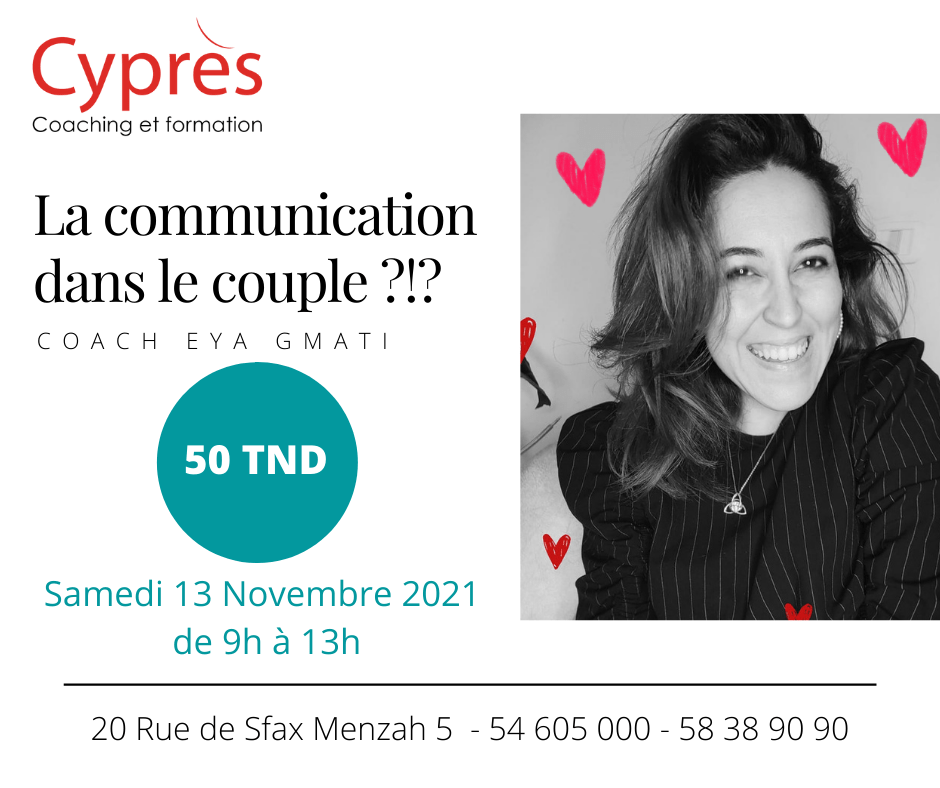 Cyprès
Coaching et formation
La communication
dans le couple ?!?
COACH EYA GMATI
50 TND
Samedi 13 Novembre 2021
de 9h à 13h
20 Rue de Sfax Menzah 5 - 54 605 000 - 58 38 90 90